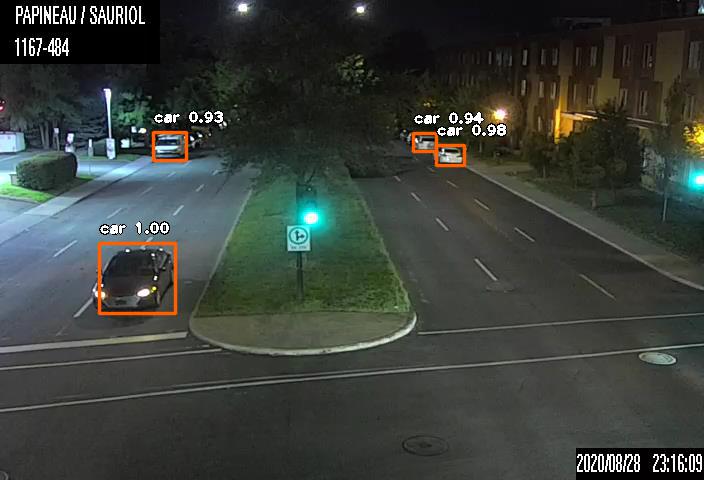 PAPINEAU / SAURIOL
1167-484
car 0.93
car 0.94
car 0.98
car 1.00
2020/08/28 23:16:09